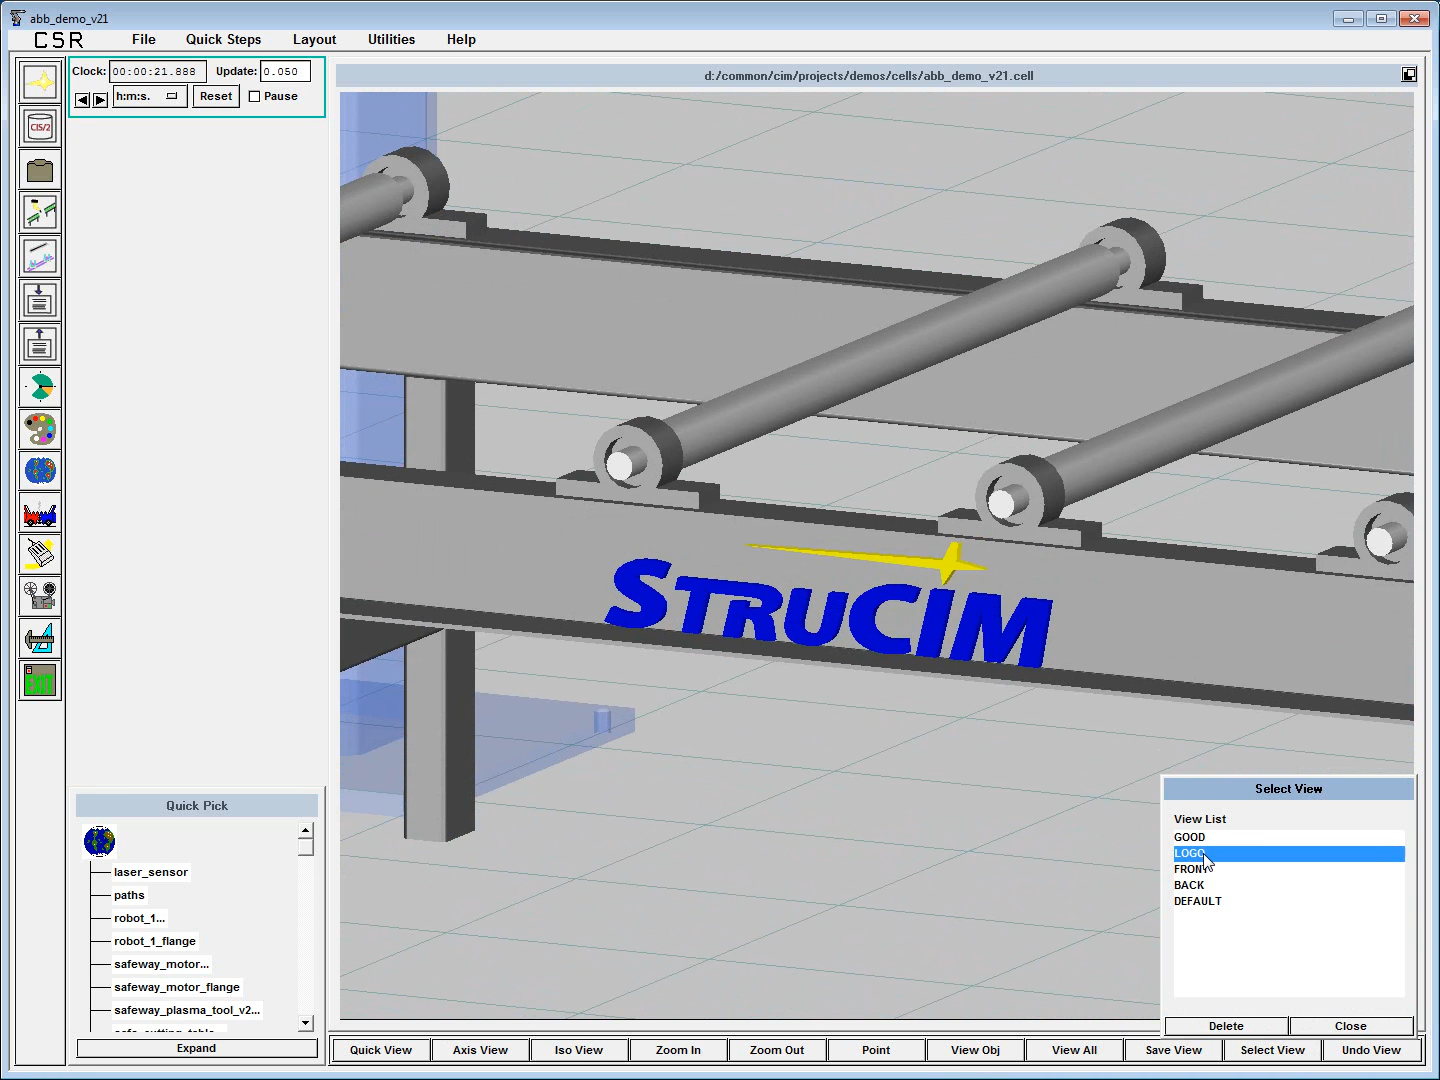 abb_demo_v21
CSR File Quick Steps Layout Utilities Help
Clock: 00:00:21.888 Update: 0.050
h:m:s. Reset Pause
d:/common/cim/projects/demos/cells/abb_demo_v21.cell
CIS/2
EXIT
STRUCIM
Quick Pick
laser_sensor
paths
robot_1...
robot_1_flange
safeway_motor...
safeway_motor_flange
safeway_plasma_tool_v2...
Expand
Select View
View List
GOOD
LOGO
FRONT
BACK
DEFAULT
Delete Close
Quick View Axis View Iso View Zoom In Zoom Out Point View Obj View All Save View Select View Undo View